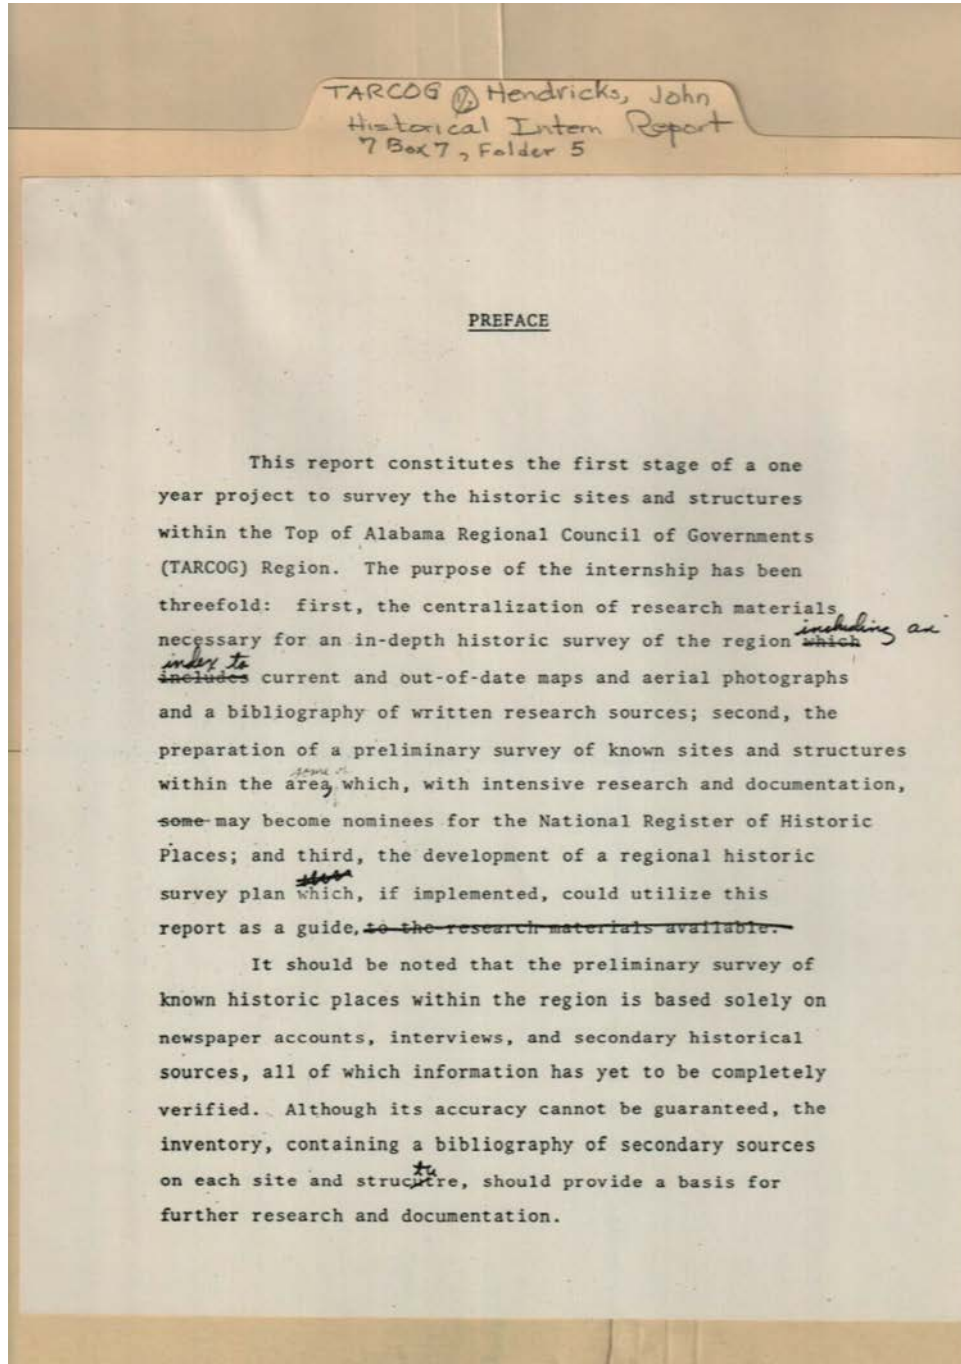 TARCOG Hendricks, John
Historical Intern Report
7 Box 7, Folder 5
PREFACE
This report constitutes the first stage of a one
year project to survey the historic sites and structures
within the Top of Alabama Regional Council of Governments
(TARCOG) Region. The purpose of the internship has been
threefold: first, the centralization of research materials
including an
necessary for an in-depth historic survey of the region which
index to
includes current and out-of-date maps and aerial photographs
and a bibliography of written research sources; second, the
preparation of a preliminary survey of known sites and structures
some of
within the area, which, with intensive research and documentation,
some may become nominees for the National Register of Historic
Places; and third, the development of a regional historic
survey plan which, if implemented, could utilize this
report as a guide, to the research materials available.
It should be noted that the preliminary survey of
known historic places within the region is based solely on
newspaper accounts, interviews, and secondary historical
sources, all of which information has yet to be completely
verified. Although its accuracy cannot be guaranteed, the
inventory, containing a bibliography of secondary sources
tu
on each site and strucutre, should provide a basis for
further research and documentation.